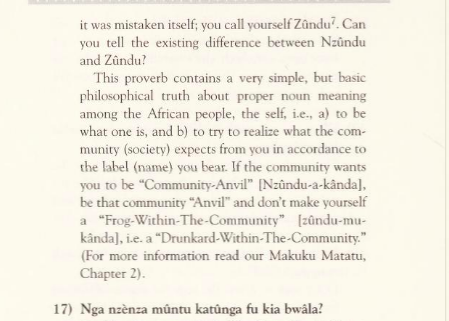 it was mistaken itself; you call yourself Zûndu⁷. Can
you tell the existing difference between Nzûndu
and Zûndu?
This proverb contains a very simple, but basic
philosophical truth about proper noun meaning
among the African people, the self, i.e., a) to be
what one is, and b) to try to realize what the com-
munity (society) expects from you in accordance to
the label (name) you bear. If the community wants
you to be “Community-Anvil” [Nzûndu-a-kânda],
be that community “Anvil” and don’t make yourself
a “Frog-Within-The-Community” [zûndu-mu-
kânda], i.e. a “Drunkard-Within-The-Community.”
(For more information read our Makuku Matatu,
Chapter 2).
17) Nga nzènza mûntu katûnga fu kia bwâla?